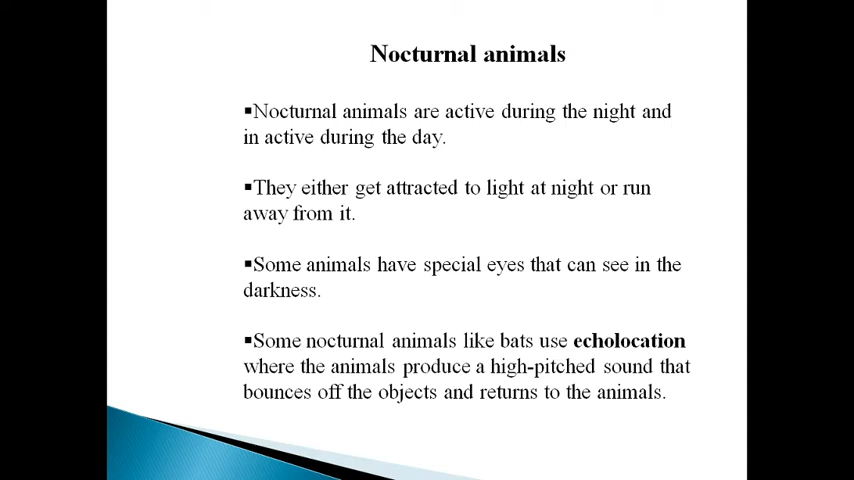 Nocturnal animals
▪Nocturnal animals are active during the night and
in active during the day.
▪They either get attracted to light at night or run
away from it.
▪Some animals have special eyes that can see in the
darkness.
▪Some nocturnal animals like bats use echolocation
where the animals produce a high-pitched sound that
bounces off the objects and returns to the animals.